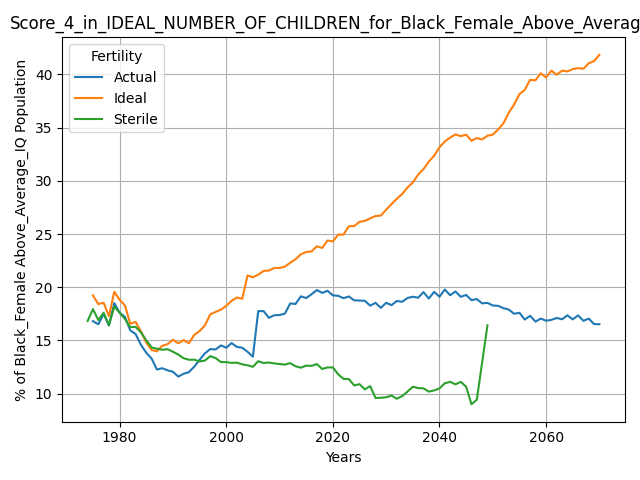 Score_4_in_IDEAL_NUMBER_OF_CHILDREN_for_Black_Female_Above_Averag
Fertility
Actual
Ideal
Sterile
% of Black_Female Above_Average_IQ Population
40
35
30
25
20
15
10
1980 2000 2020 2040 2060
Years